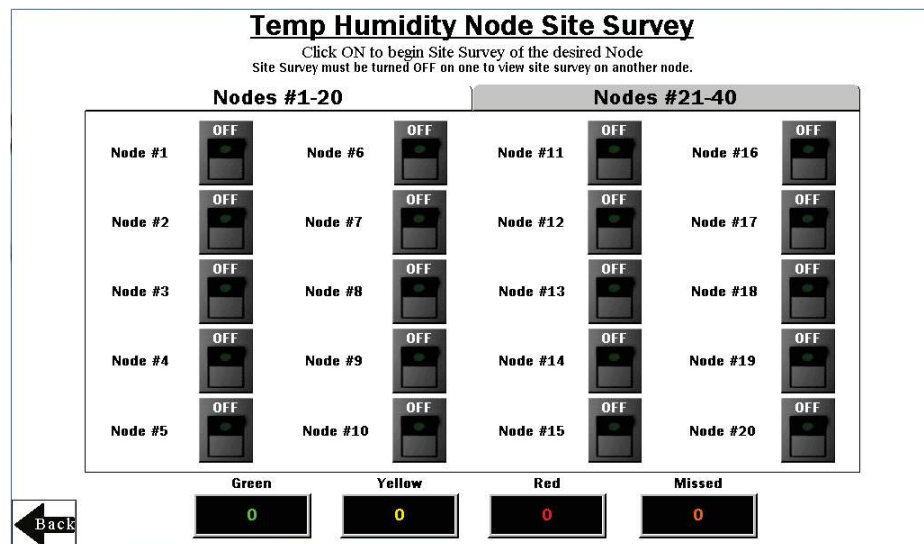 Temp Humidity Node Site Survey
Click ON to begin Site Survey of the desired Node
Site Survey must be turned OFF on one to view site survey on another node.
Nodes #1-20 Nodes #21-40
OFF OFF OFF OFF
Node #1 Node #6 Node #11 Node #16
OFF OFF OFF OFF
Node #2 Node #7 Node #12 Node #17
OFF OFF OFF OFF
Node #3 Node #8 Node #13 Node #18
OFF OFF OFF OFF
Node #4 Node #9 Node #14 Node #19
OFF OFF OFF OFF
Node #5 Node #10 Node #15 Node #20
Green Yellow Red Missed
0 0 0 0
Back